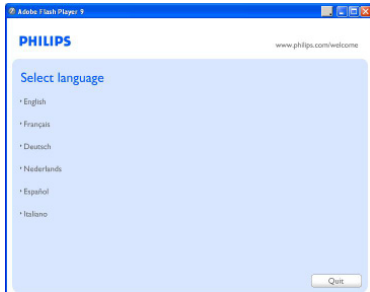 Adobe Flash Player 9
PHILIPS
www.philips.com/welcome
Select language
English
Français
Deutsch
Nederlands
Español
Italiano
Quit